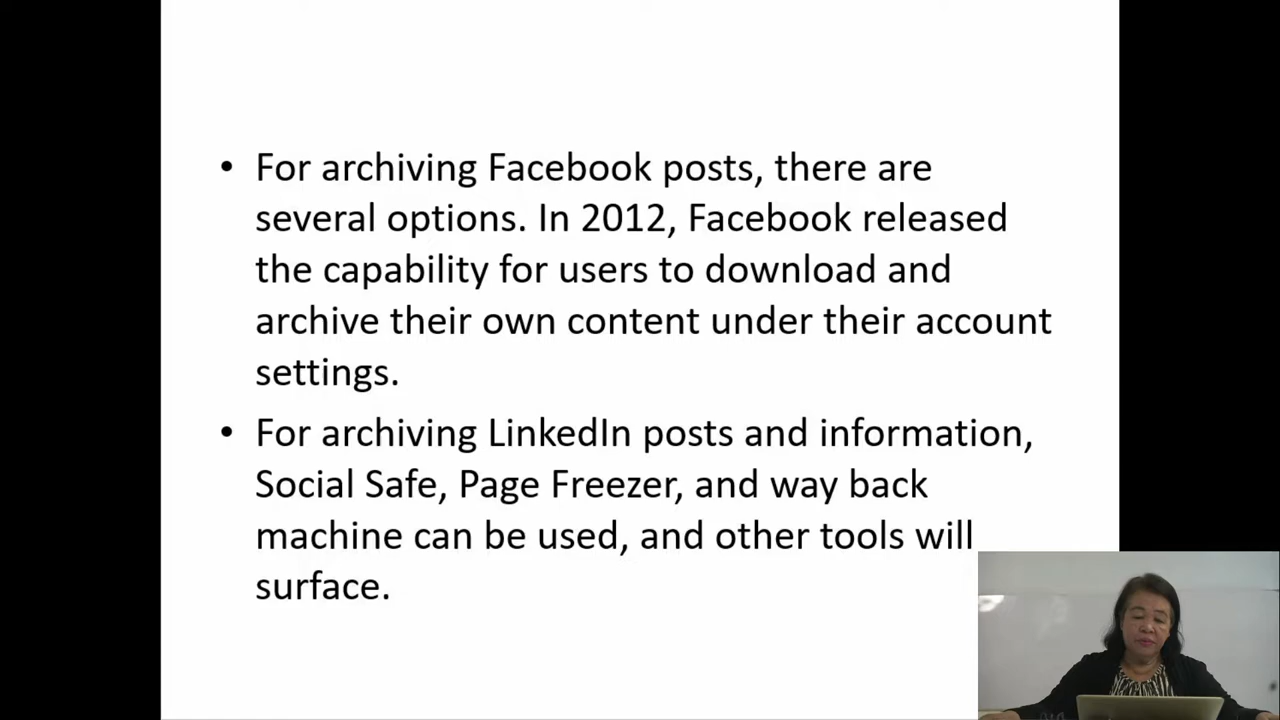 • For archiving Facebook posts, there are
several options. In 2012, Facebook released
the capability for users to download and
archive their own content under their account
settings.
• For archiving LinkedIn posts and information,
Social Safe, Page Freezer, and way back
machine can be used, and other tools will
surface.